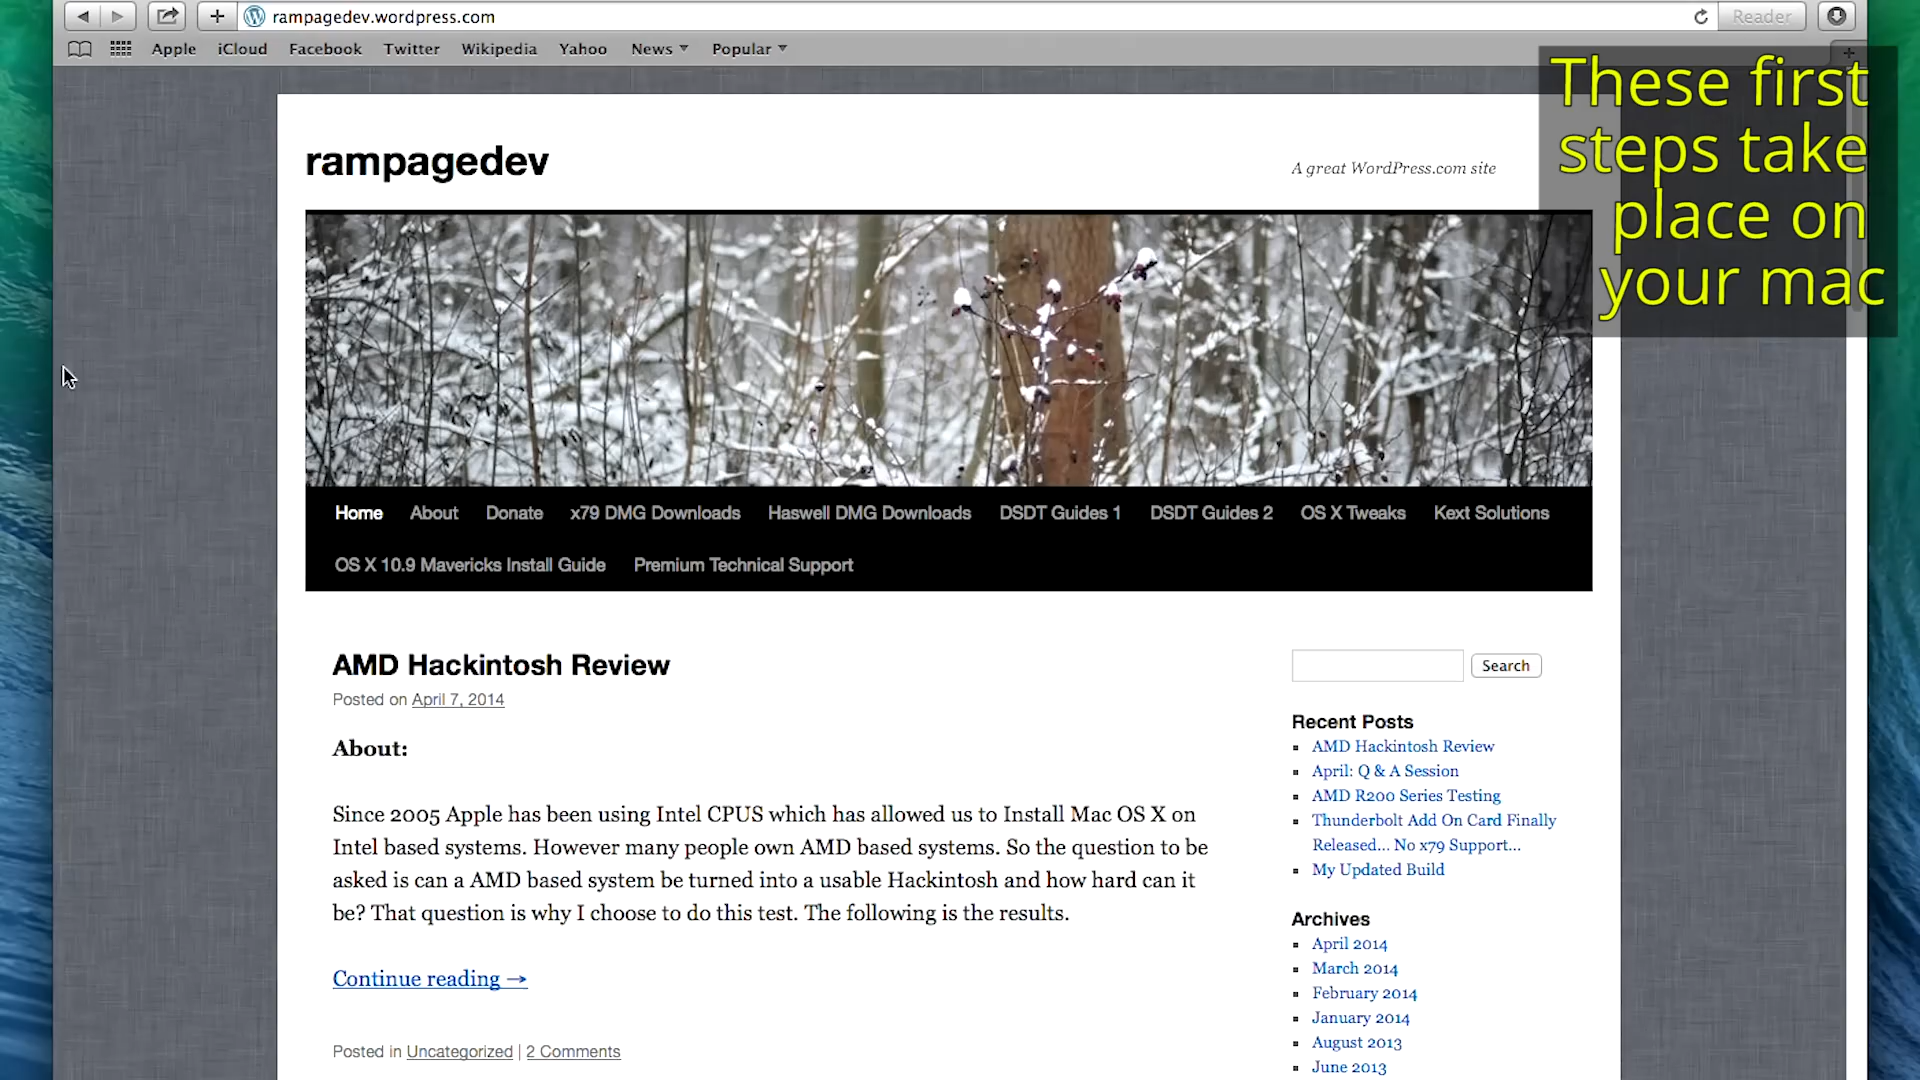 rampagedev.wordpress.com
Reader
Apple iCloud Facebook Twitter Wikipedia Yahoo News Popular
These first
steps take
place on
your mac
rampagedev
A great WordPress.com site
Home About Donate x79 DMG Downloads Haswell DMG Downloads DSDT Guides 1 DSDT Guides 2 OS X Tweaks Kext Solutions
OS X 10.9 Mavericks Install Guide Premium Technical Support
AMD Hackintosh Review
Posted on April 7, 2014
About:
Since 2005 Apple has been using Intel CPUS which has allowed us to Install Mac OS X on
Intel based systems. However many people own AMD based systems. So the question to be
asked is can a AMD based system be turned into a usable Hackintosh and how hard can it
be? That question is why I choose to do this test. The following is the results.
Continue reading →
Posted in Uncategorized | 2 Comments
Search
Recent Posts
AMD Hackintosh Review
April: Q & A Session
AMD R200 Series Testing
Thunderbolt Add On Card Finally
Released... No x79 Support...
My Updated Build
Archives
April 2014
March 2014
February 2014
January 2014
August 2013
June 2013